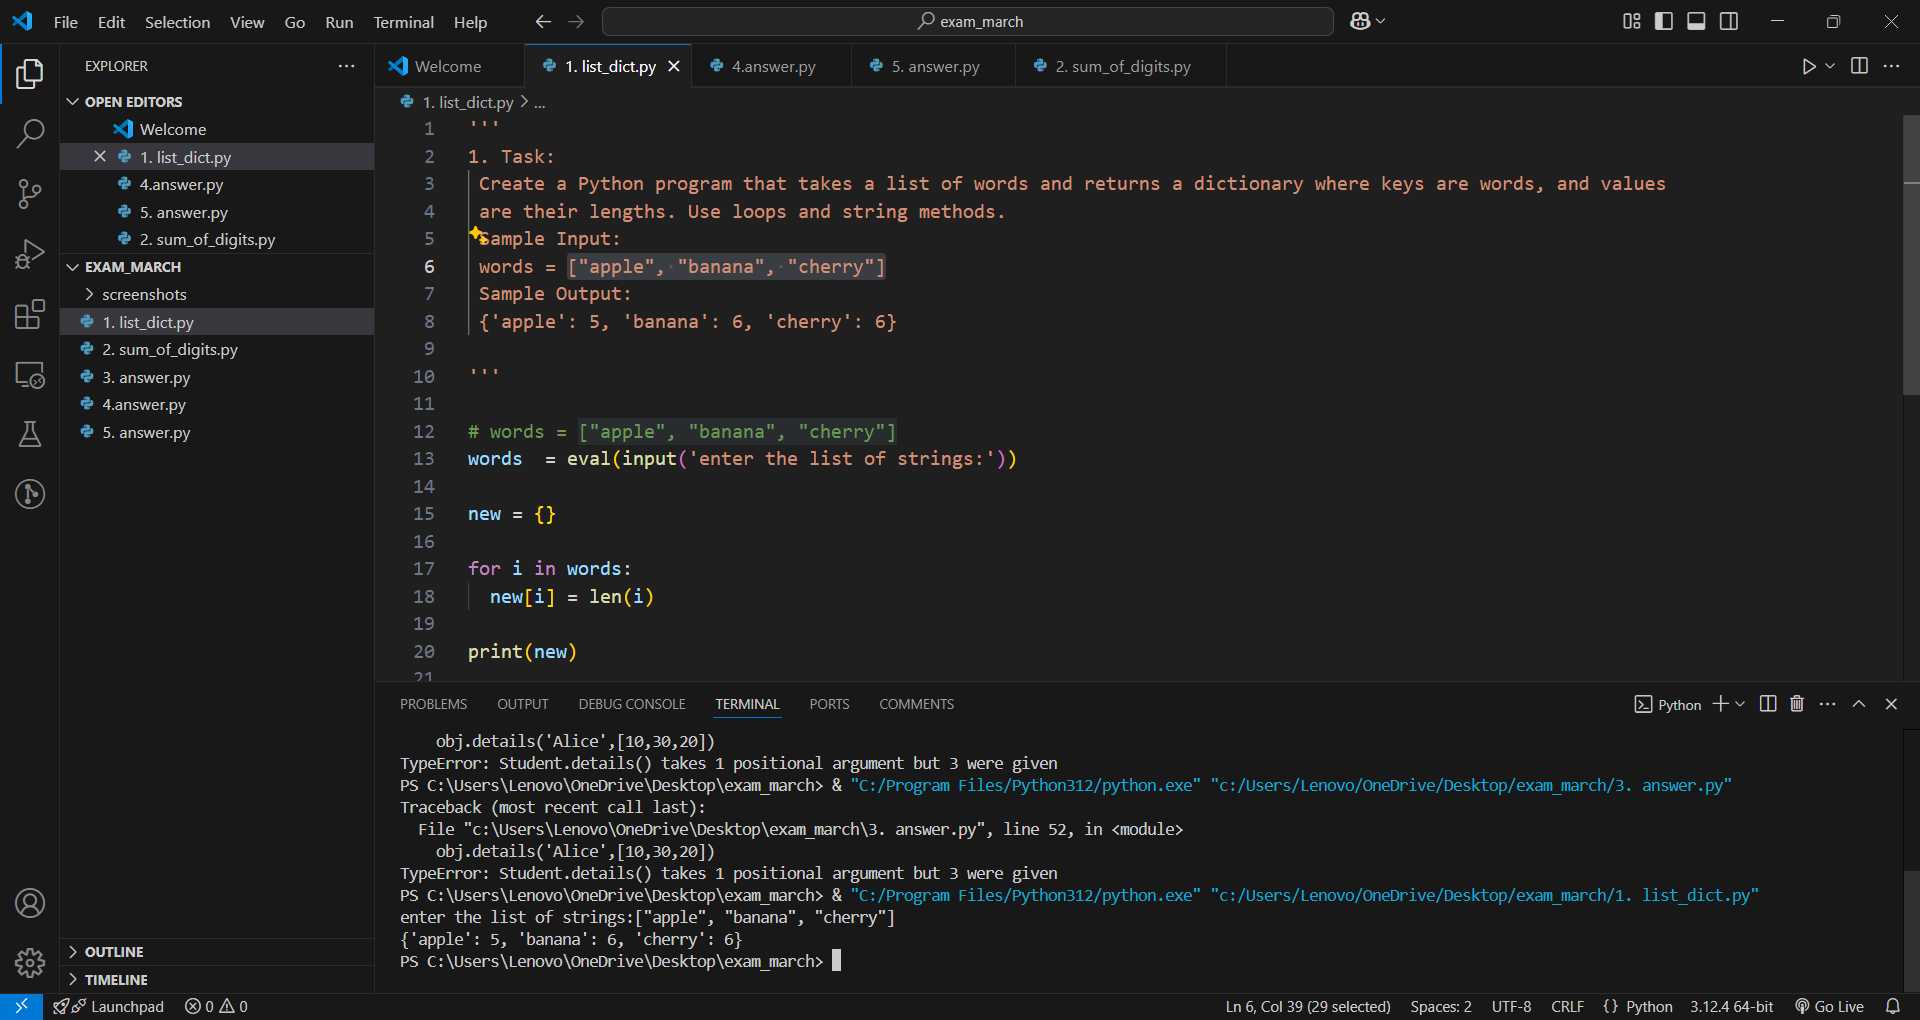 File Edit Selection View Go Run Terminal Help
exam_march
EXPLORER
OPEN EDITORS
Welcome
1. list_dict.py
4.answer.py
5. answer.py
2. sum_of_digits.py
EXAM_MARCH
screenshots
1. list_dict.py
2. sum_of_digits.py
3. answer.py
4.answer.py
5. answer.py
OUTLINE
TIMELINE
Welcome 1. list_dict.py 4.answer.py 5. answer.py 2. sum_of_digits.py
1. list_dict.py > ...
1 '''
2 1. Task:
3 Create a Python program that takes a list of words and returns a dictionary where keys are words, and values
4 are their lengths. Use loops and string methods.
5 Sample Input:
6 words = ["apple", "banana", "cherry"]
7 Sample Output:
8 {'apple': 5, 'banana': 6, 'cherry': 6}
9
10 '''
11
12 # words = ["apple", "banana", "cherry"]
13 words  = eval(input('enter the list of strings:'))
14
15 new = {}
16
17 for i in words:
18   new[i] = len(i)
19
20 print(new)
21
PROBLEMS OUTPUT DEBUG CONSOLE TERMINAL PORTS COMMENTS
Python
obj.details('Alice',[10,30,20])
TypeError: Student.details() takes 1 positional argument but 3 were given
PS C:\Users\Lenovo\OneDrive\Desktop\exam_march> & "C:/Program Files/Python312/python.exe" "c:/Users/Lenovo/OneDrive/Desktop/exam_march/3. answer.py"
Traceback (most recent call last):
File "c:\Users\Lenovo\OneDrive\Desktop\exam_march\3. answer.py", line 52, in <module>
obj.details('Alice',[10,30,20])
TypeError: Student.details() takes 1 positional argument but 3 were given
PS C:\Users\Lenovo\OneDrive\Desktop\exam_march> & "C:/Program Files/Python312/python.exe" "c:/Users/Lenovo/OneDrive/Desktop/exam_march/1. list_dict.py"
enter the list of strings:["apple", "banana", "cherry"]
{'apple': 5, 'banana': 6, 'cherry': 6}
PS C:\Users\Lenovo\OneDrive\Desktop\exam_march>
Launchpad 0 0 Ln 6, Col 39 (29 selected) Spaces: 2 UTF-8 CRLF {} Python 3.12.4 64-bit Go Live